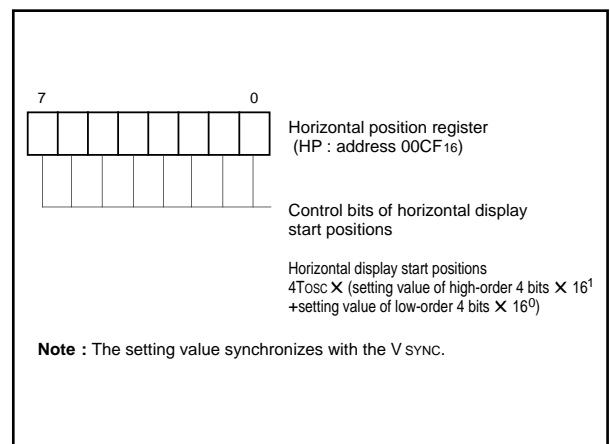 7 0
Horizontal position register
(HP : address 00CF16)
Control bits of horizontal display
start positions
Horizontal display start positions
4TOSC × (setting value of high-order 4 bits × 16¹
+setting value of low-order 4 bits × 16⁰)
Note : The setting value synchronizes with the V SYNC.